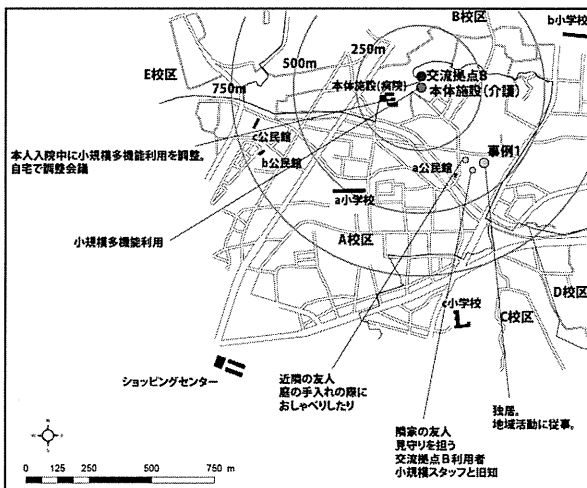 B校区
b小学校
250m
500m
750m
E校区
交流拠点B
本体施設(介護)
本体施設(病院)
c公民館
本人入院中に小規模多機能利用を調整。
自宅で調整会議
b公民館
事例1
a公民館
a小学校
小規模多機能利用
A校区
D校区
c小学校
C校区
ショッピングセンター
近隣の友人
庭の手入れの際に
おしゃべりしたり
独居。
地域活動に従事。
隣家の友人
見守りを担う
交流拠点B利用者
小規模スタッフと旧知
0 125 250 500 750 m